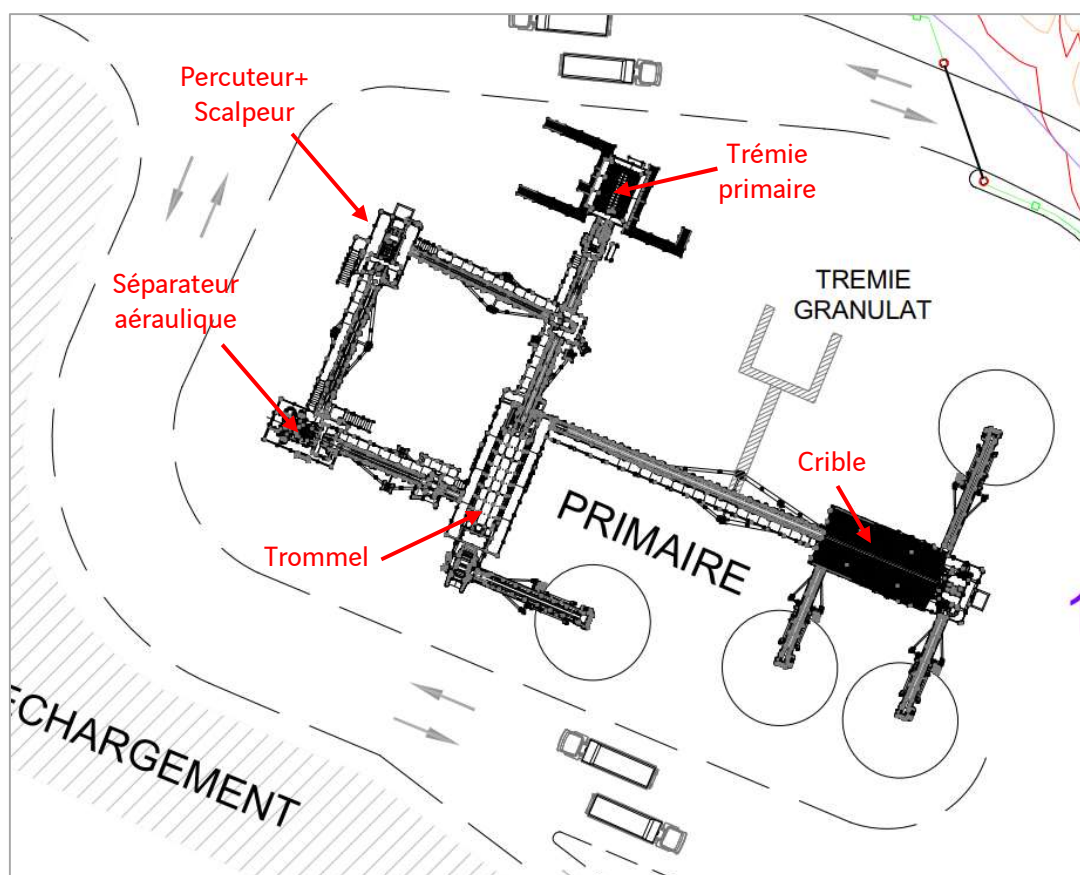 Percuteur+
Scalpeur
Trémie
primaire
Séparateur
aéraulique
TREMIE
GRANULAT
Crible
PRIMAIRE
Trommel
ECHARGEMENT